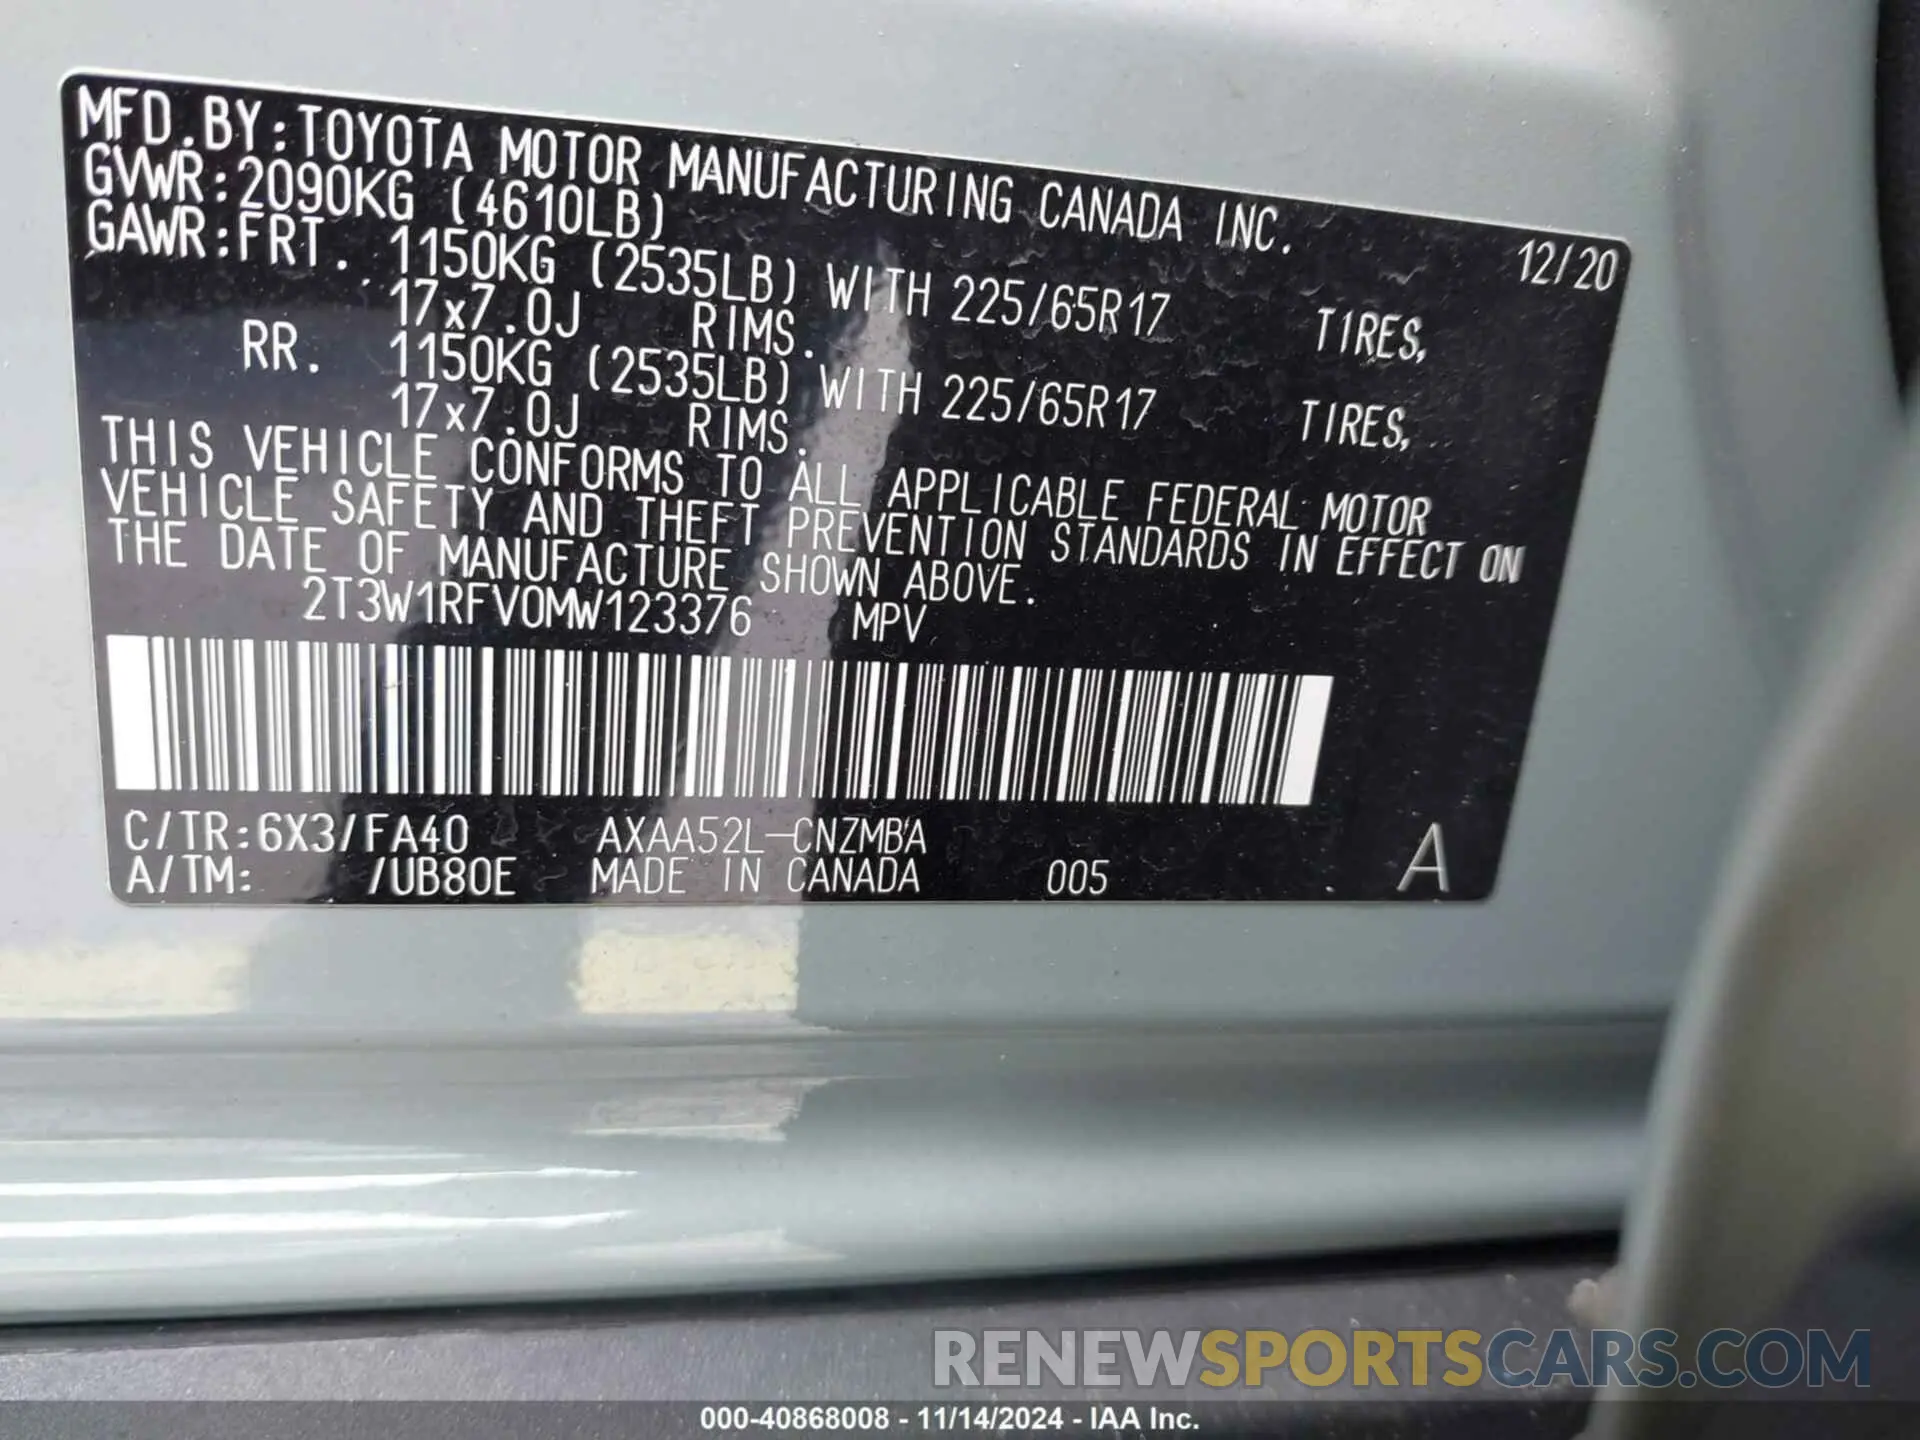 MFD.BY:TOYOTA MOTOR MANUFACTURING CANADA INC. 12/20
GVWR:2090KG (4610LB)
GAWR:FRT. 1150KG (2535LB) WITH 225/65R17 TIRES,
17x7.0J RIMS.
RR. 1150KG (2535LB) WITH 225/65R17 TIRES,
17x7.0J RIMS.
THIS VEHICLE CONFORMS TO ALL APPLICABLE FEDERAL MOTOR
VEHICLE SAFETY AND THEFT PREVENTION STANDARDS IN EFFECT ON
THE DATE OF MANUFACTURE SHOWN ABOVE.
2T3W1RFV0MW123376 MPV
C/TR:6X3/FA40 AXAA52L-CNZMBA
A/TM: /UB80E MADE IN CANADA 005 A
RENEWSPORTSCARS.COM
000-40868008 - 11/14/2024 - IAA Inc.